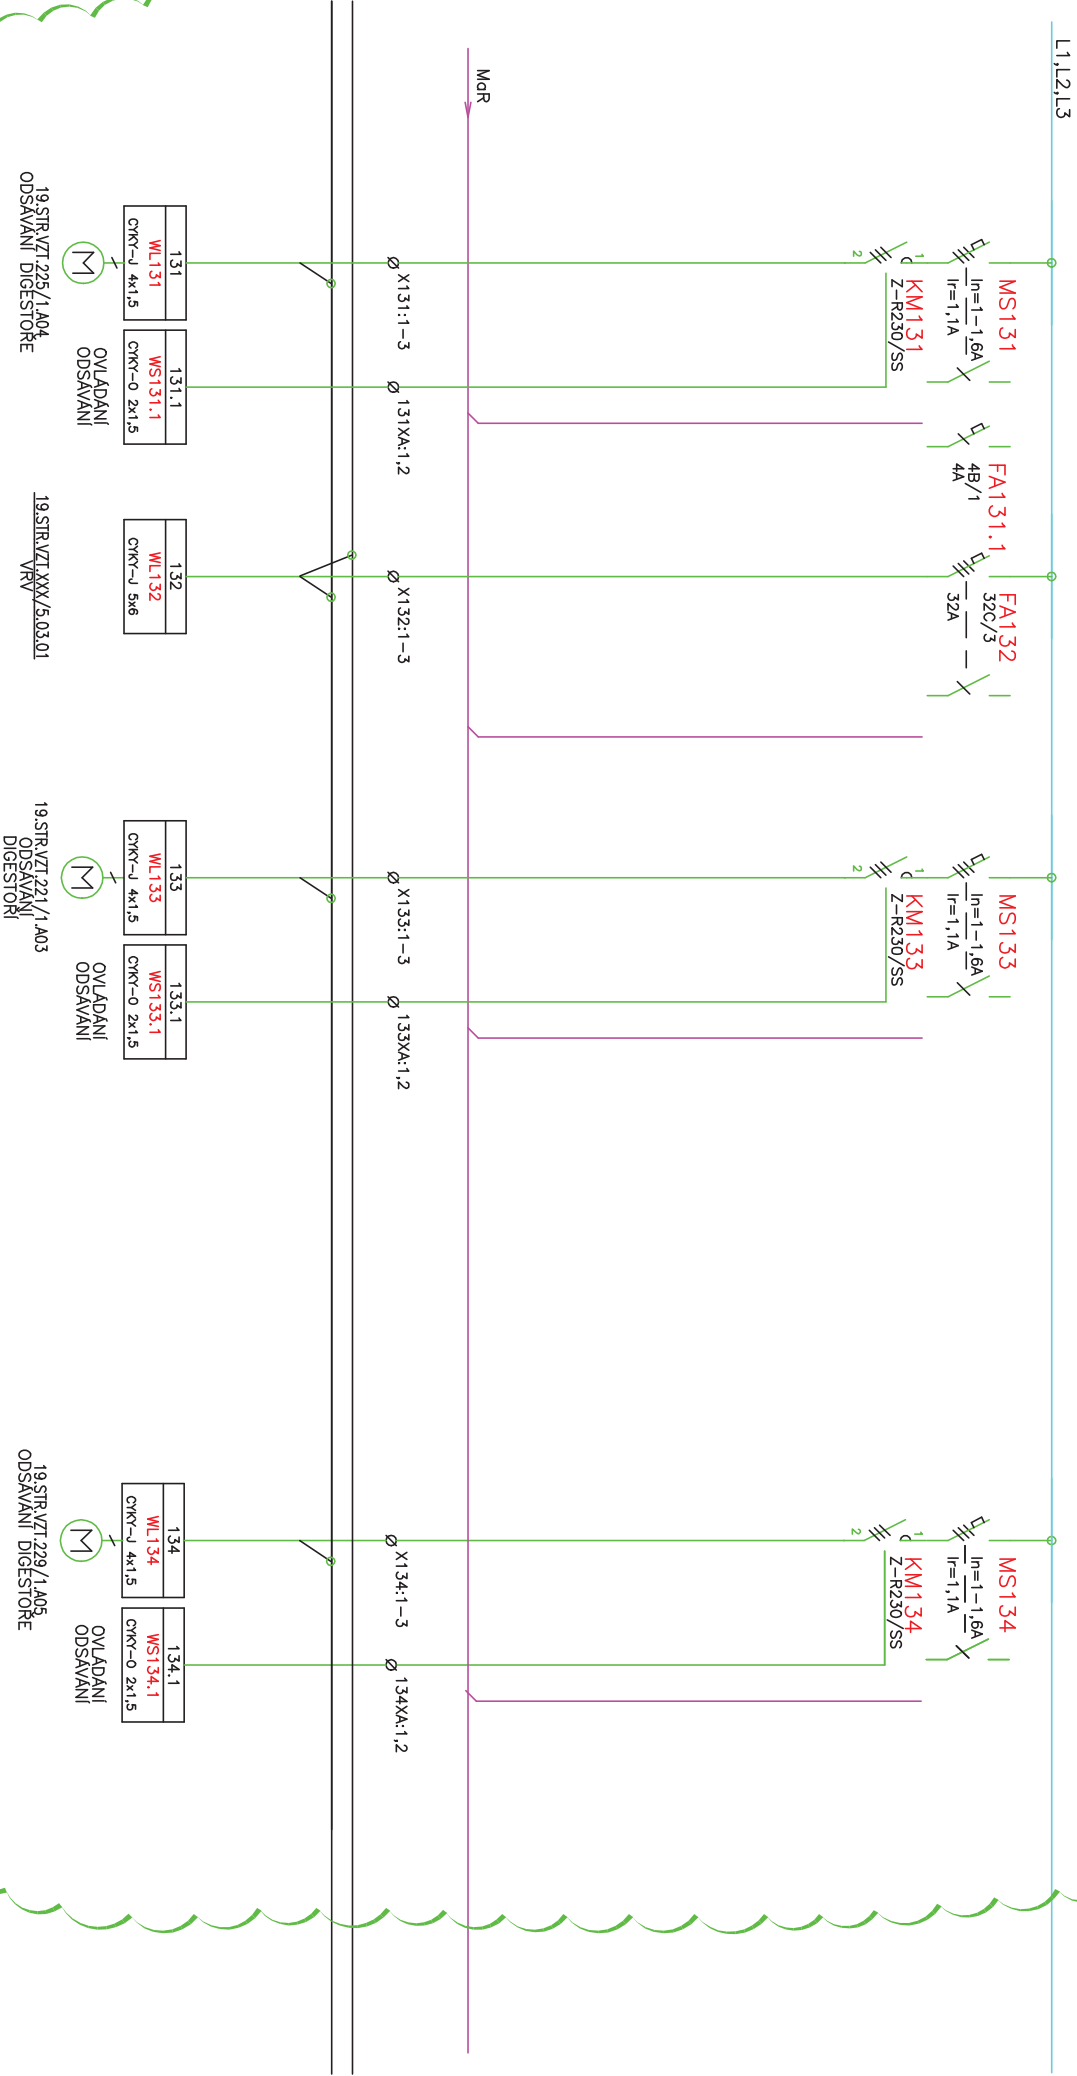 L1,L2,L3
MaR
MS131
In=1-1,6A
Ir=1,1A
KM131
Z-R230/SS
1
2
X131:1-3
131XA:1,2
131
WL131
CYKY-J 4x1,5
131.1
WS131.1
CYKY-O 2x1,5
M
19.STR.VZT.225/1.A04
ODSÁVÁNÍ DIGESTOŘE
OVLÁDÁNÍ
ODSÁVÁNÍ
FA131.1
4B/1
4A
FA132
32C/3
32A
X132:1-3
132
WL132
CYKY-J 5x6
19.STR.VZT.XXX/5.03.01
VRV
MS133
In=1-1,6A
Ir=1,1A
KM133
Z-R230/SS
1
2
X133:1-3
133XA:1,2
133
WL133
CYKY-J 4x1,5
133.1
WS133.1
CYKY-O 2x1,5
M
19.STR.VZT.221/1.A03
ODSÁVÁNÍ
DIGESTOŘÍ
OVLÁDÁNÍ
ODSÁVÁNÍ
MS134
In=1-1,6A
Ir=1,1A
KM134
Z-R230/SS
1
2
X134:1-3
134XA:1,2
134
WL134
CYKY-J 4x1,5
134.1
WS134.1
CYKY-O 2x1,5
M
19.STR.VZT.229/1.A05
ODSÁVÁNÍ DIGESTOŘE
OVLÁDÁNÍ
ODSÁVÁNÍ